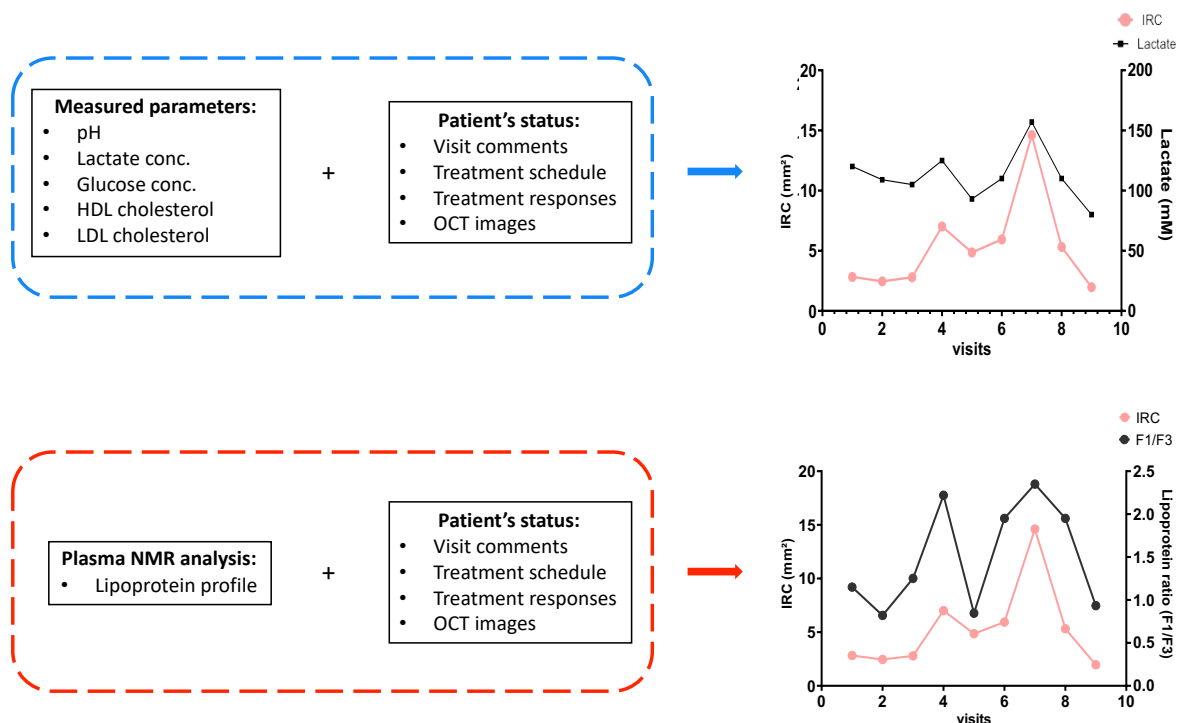 IRC
Lactate
Measured parameters:
• pH
• Lactate conc.
• Glucose conc.
• HDL cholesterol
• LDL cholesterol
+
Patient's status:
• Visit comments
• Treatment schedule
• Treatment responses
• OCT images
20
15
10
5
0
IRC (mm²)
200
150
100
50
0
Lactate (mM)
0 2 4 6 8 10
visits
IRC
F1/F3
Plasma NMR analysis:
• Lipoprotein profile
+
Patient's status:
• Visit comments
• Treatment schedule
• Treatment responses
• OCT images
20
15
10
5
0
IRC (mm²)
2.5
2.0
1.5
1.0
0.5
0.0
Lipoprotein ratio (F1/F3)
0 2 4 6 8 10
visits